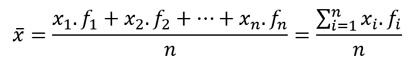 x̄ = (x₁.f₁ + x₂.f₂ + ⋯ + xₙ.fₙ) / n = (∑ᵢ₌₁ⁿ xᵢ.fᵢ) / n